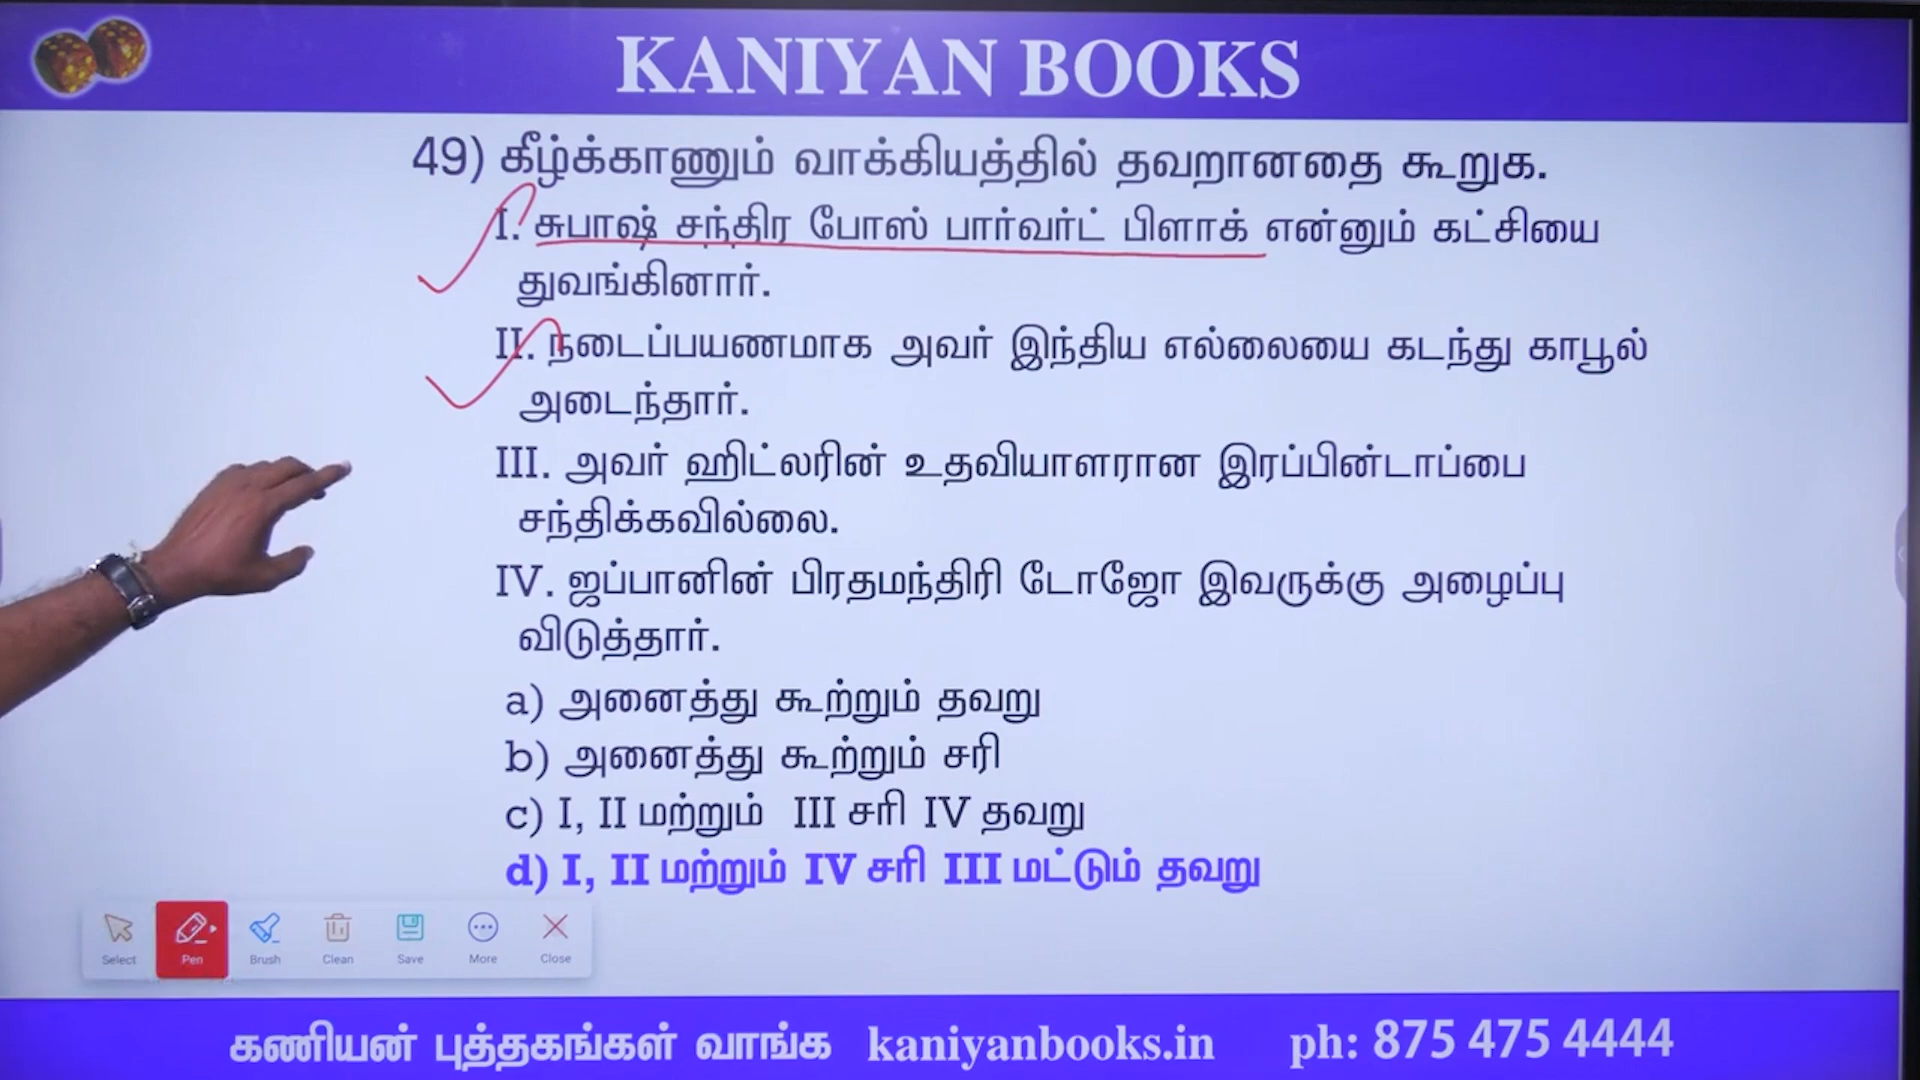 KANIYAN BOOKS
49) கீழ்க்காணும் வாக்கியத்தில் தவறானதை கூறுக.
I. சுபாஷ் சந்திர போஸ் பார்வர்ட் பிளாக் என்னும் கட்சியை
துவங்கினார்.
II. நடைப்பயணமாக அவர் இந்திய எல்லையை கடந்து காபூல்
அடைந்தார்.
III. அவர் ஹிட்லரின் உதவியாளரான இரப்பின்டாப்பை
சந்திக்கவில்லை.
IV. ஜப்பானின் பிரதமந்திரி டோஜோ இவருக்கு அழைப்பு
விடுத்தார்.
a) அனைத்து கூற்றும் தவறு
b) அனைத்து கூற்றும் சரி
c) I, II மற்றும் III சரி IV தவறு
d) I, II மற்றும் IV சரி III மட்டும் தவறு
Select Pen Brush Clean Save More Close
கணியன் புத்தகங்கள் வாங்க kaniyanbooks.in ph: 875 475 4444